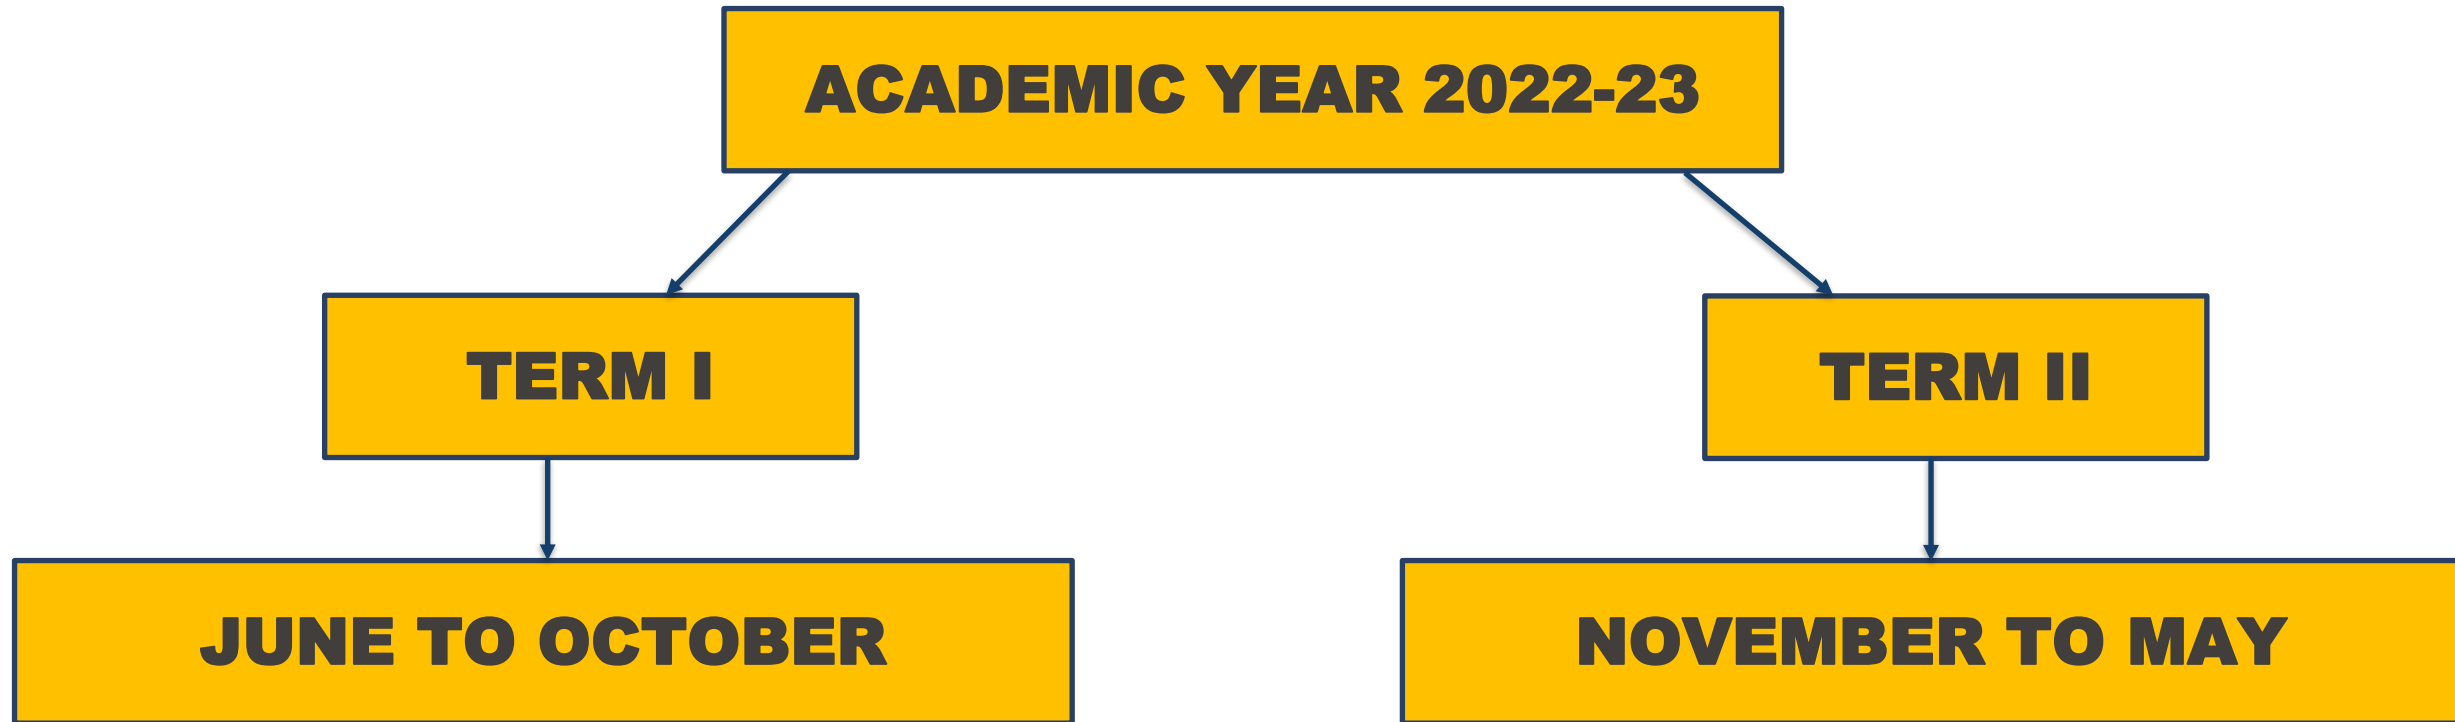 ACADEMIC YEAR 2022-23
TERM I
TERM II
JUNE TO OCTOBER
NOVEMBER TO MAY